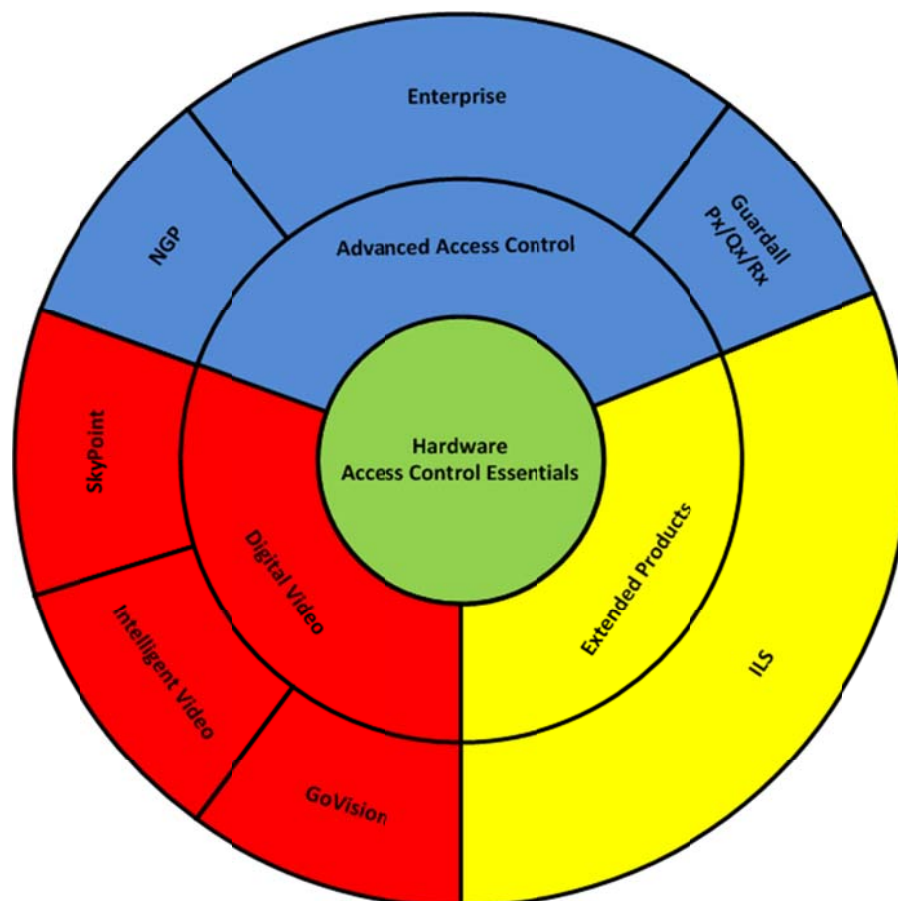 Enterprise
NGP
Guardall
Px/Qx/Rx
Advanced Access Control
Hardware
Access Control Essentials
SkyPoint
Digital Video
Extended Products
Intelligent Video
ILS
GoVision